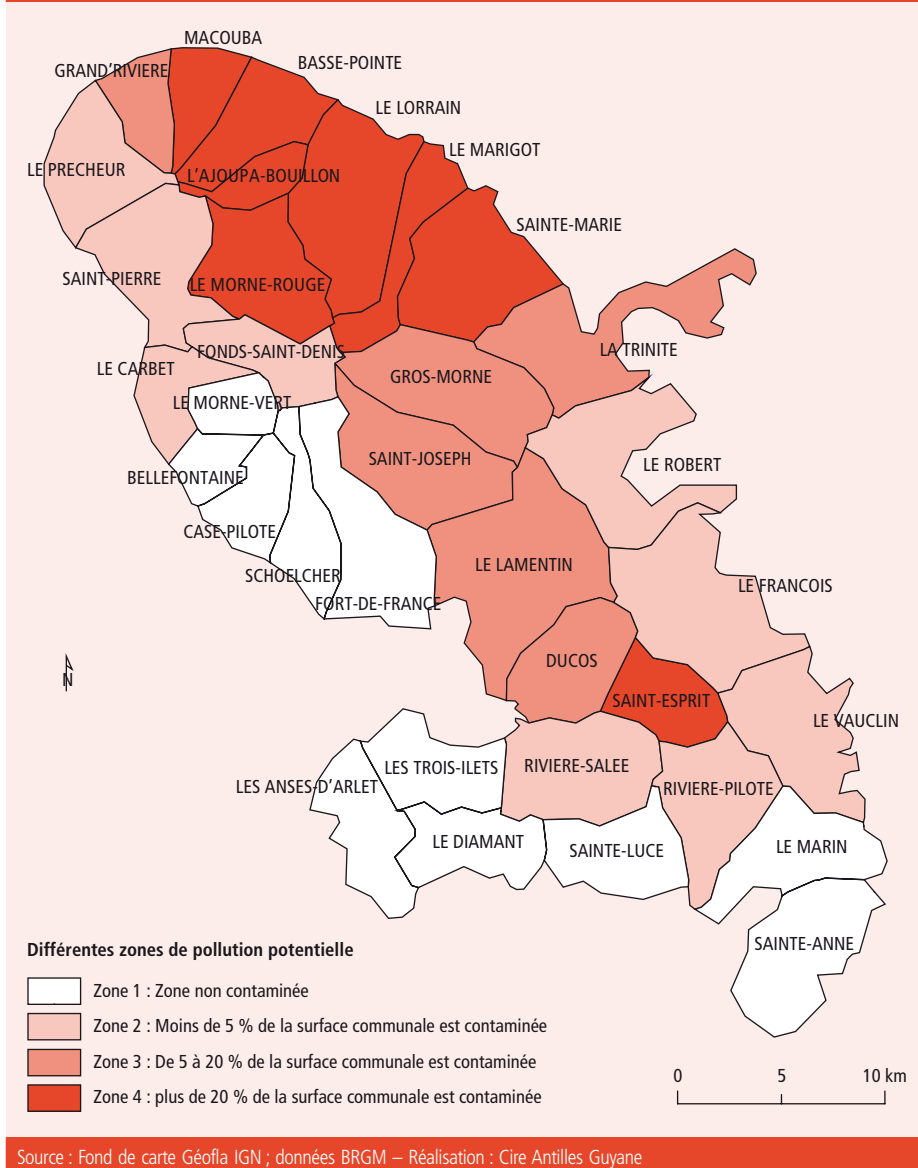 MACOUBA
GRAND'RIVIERE
BASSE-POINTE
LE LORRAIN
LE MARIGOT
LE PRECHEUR
L'AJOUPA-BOUILLON
SAINTE-MARIE
SAINT-PIERRE
LE MORNE-ROUGE
FONDS-SAINT-DENIS
LA TRINITE
LE CARBET
GROS-MORNE
LE MORNE-VERT
SAINT-JOSEPH
LE ROBERT
BELLEFONTAINE
CASE-PILOTE
LE LAMENTIN
SCHOELCHER
LE FRANCOIS
FORT-DE-FRANCE
DUCOS
N
SAINT-ESPRIT
LE VAUCLIN
LES TROIS-ILETS
RIVIERE-SALEE
LES ANSES-D'ARLET
RIVIERE-PILOTE
LE DIAMANT
SAINTE-LUCE
LE MARIN
SAINTE-ANNE
Différentes zones de pollution potentielle
Zone 1 : Zone non contaminée
Zone 2 : Moins de 5 % de la surface communale est contaminée
Zone 3 : De 5 à 20 % de la surface communale est contaminée
Zone 4 : plus de 20 % de la surface communale est contaminée
0 5 10 km
Source : Fond de carte Géofla IGN ; données BRGM – Réalisation : Cire Antilles Guyane